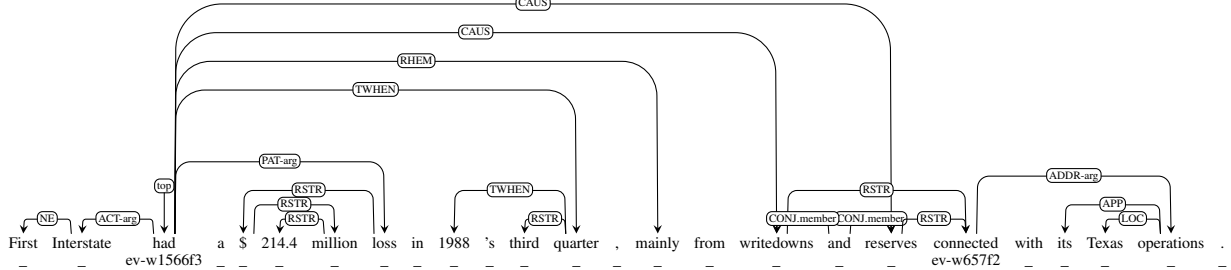 CAUS
CAUS
RHEM
TWHEN
PAT-arg ADDR-arg
top RSTR TWHEN RSTR
RSTR APP
NE ACT-arg RSTR RSTR CONJ.member CONJ.member RSTR LOC
First Interstate had a $ 214.4 million loss in 1988 's third quarter , mainly from writedowns and reserves connected with its Texas operations .
_ _ ev-w1566f3 _ _ _ _ _ _ _ _ _ _ _ _ _ _ _ _ ev-w657f2 _ _ _ _ _